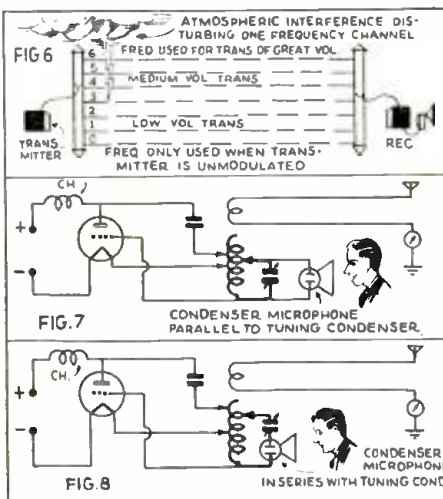 ATMOSPHERIC INTERFERENCE DIS-
TURBING ONE FREQUENCY CHANNEL
FIG 6
6 FREQ USED FOR TRANS OF GREAT VOL
5
4 MEDIUM VOL TRANS
3
2
1 LOW VOL TRANS
0
TRANS
MITTER
REC
FREQ ONLY USED WHEN TRANS-
MITTER IS UNMODULATED
CH.
+
-
FIG.7
CONDENSER MICROPHONE
PARALLEL TO TUNING CONDENSER
CH.
+
-
FIG.8
CONDENSER
MICROPHONE
IN SERIES WITH TUNING COND